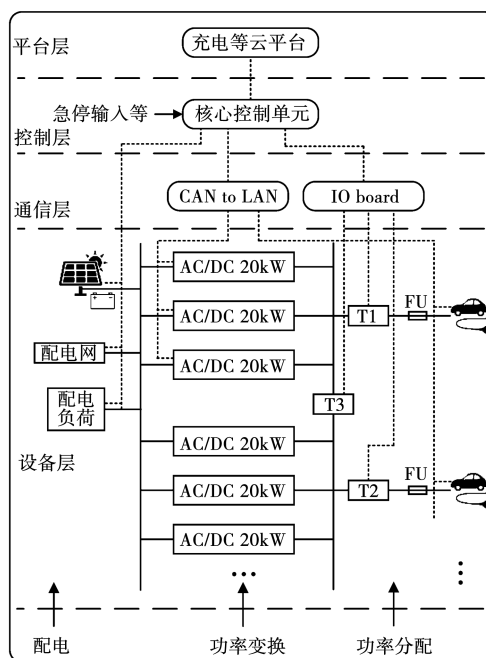 平台层
充电等云平台
急停输入等
核心控制单元
控制层
CAN to LAN
IO board
通信层
AC/DC 20kW
AC/DC 20kW
T1
FU
配电网
AC/DC 20kW
配电
负荷
T3
AC/DC 20kW
设备层
AC/DC 20kW
T2
FU
AC/DC 20kW
配电
功率变换
功率分配